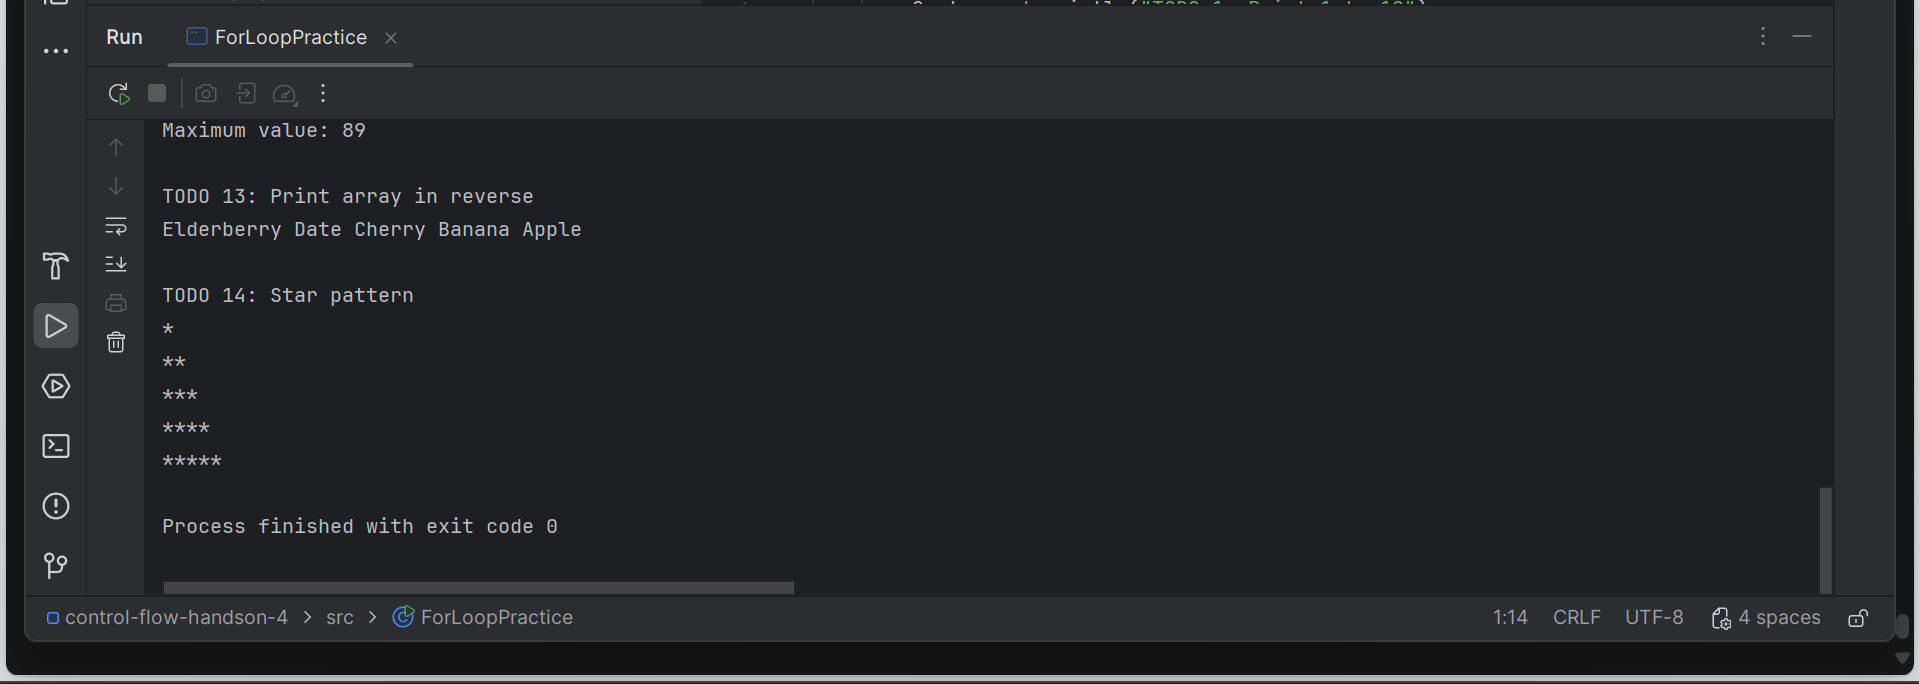 Run ForLoopPractice
Maximum value: 89
TODO 13: Print array in reverse
Elderberry Date Cherry Banana Apple
TODO 14: Star pattern
*
**
***
****
*****
Process finished with exit code 0
control-flow-handson-4 > src > ForLoopPractice 1:14 CRLF UTF-8 4 spaces